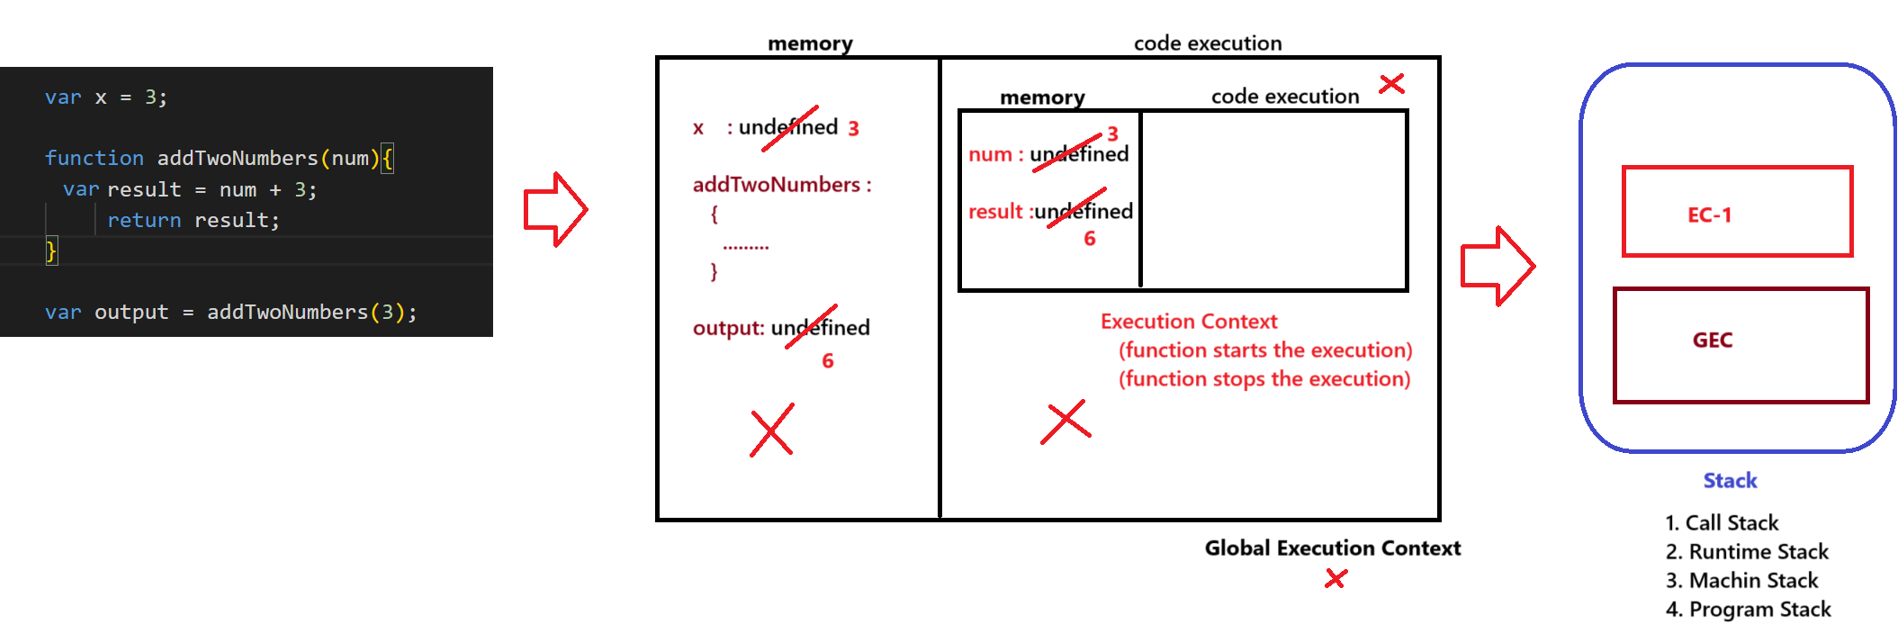 var x = 3;
function addTwoNumbers(num){
var result = num + 3;
return result;
}
var output = addTwoNumbers(3);
memory
code execution
x : undefined 3
addTwoNumbers :
{
.........
}
output: undefined
6
memory
code execution
3
num : undefined
result :undefined
6
Execution Context
(function starts the execution)
(function stops the execution)
Global Execution Context
EC-1
GEC
Stack
1. Call Stack
2. Runtime Stack
3. Machin Stack
4. Program Stack